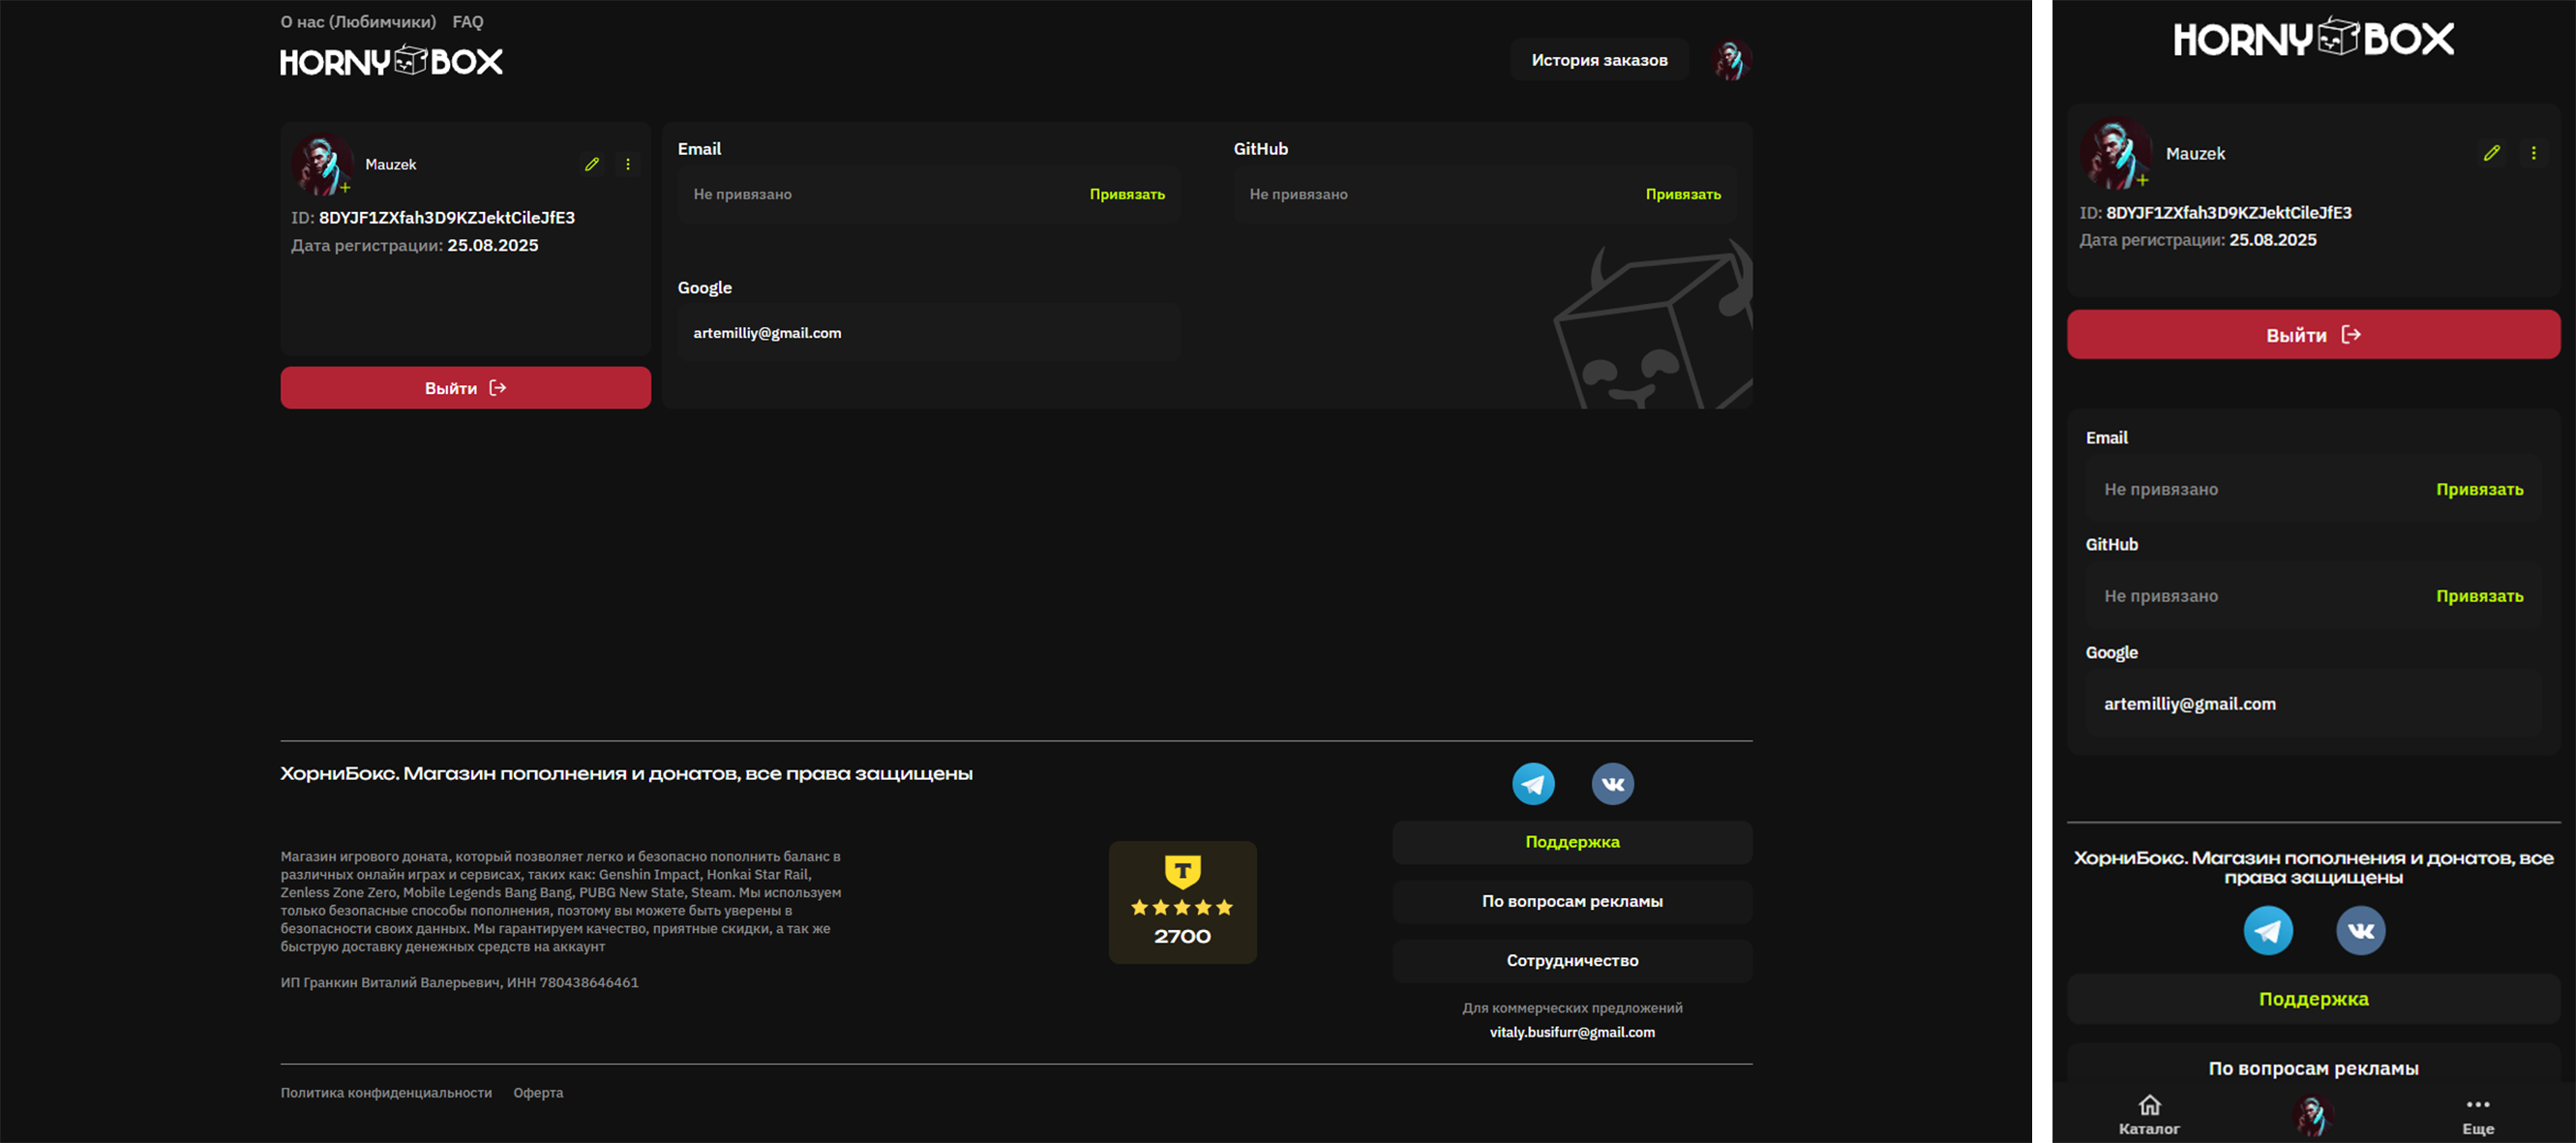 О нас (Любимчики) FAQ
HORNY BOX
История заказов
Mauzek
ID: 8DYJF1ZXfah3D9KZJektCileJfE3
Дата регистрации: 25.08.2025
Выйти
Email
Не привязано Привязать
GitHub
Не привязано Привязать
Google
artemilliy@gmail.com
ХорниБокс. Магазин пополнения и донатов, все права защищены
Магазин игрового доната, который позволяет легко и безопасно пополнить баланс в
различных онлайн играх и сервисах, таких как: Genshin Impact, Honkai Star Rail,
Zenless Zone Zero, Mobile Legends Bang Bang, PUBG New State, Steam. Мы используем
только безопасные способы пополнения, поэтому вы можете быть уверены в
безопасности своих данных. Мы гарантируем качество, приятные скидки, а так же
быструю доставку денежных средств на аккаунт
ИП Гранкин Виталий Валерьевич, ИНН 780438646461
T
2700
Поддержка
По вопросам рекламы
Сотрудничество
Для коммерческих предложений
vitaly.busifurr@gmail.com
Политика конфиденциальности Оферта
HORNY BOX
Mauzek
ID: 8DYJF1ZXfah3D9KZJektCileJfE3
Дата регистрации: 25.08.2025
Выйти
Email
Не привязано Привязать
GitHub
Не привязано Привязать
Google
artemilliy@gmail.com
ХорниБокс. Магазин пополнения и донатов, все
права защищены
Поддержка
По вопросам рекламы
Каталог Еще